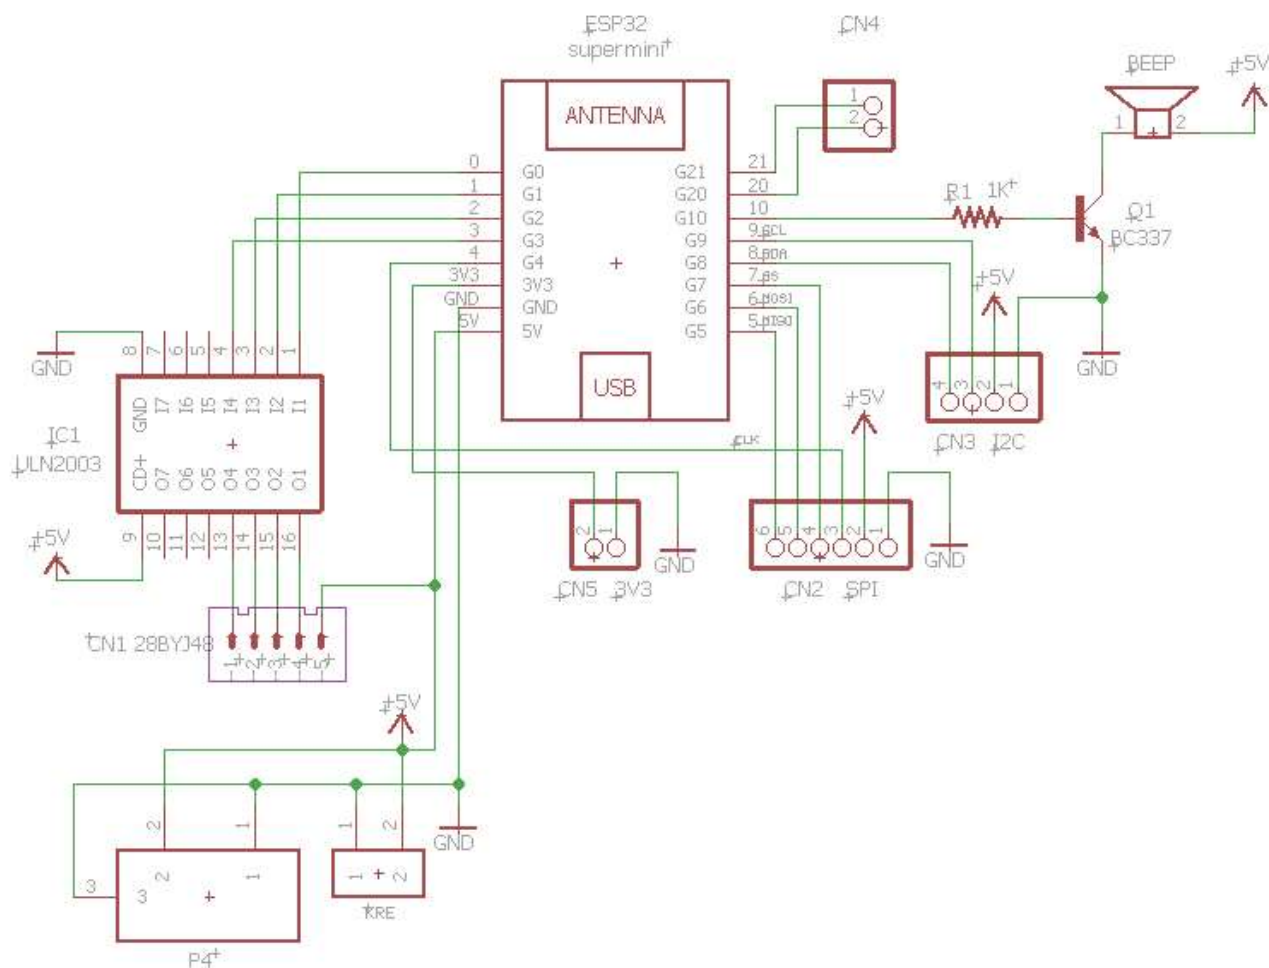 ESP32
supermini
CN4
BEEP
+5V
ANTENNA
1
2
1
2
0
1
2
3
4
3V3
GND
5V
G0
G1
G2
G3
G4
3V3
GND
5V
G21
G20
G10
G9
G8
G7
G6
G5
21
20
10
9
8
7
6
5
SCL
SDA
SS
MOSI
MISO
R1 1K
Q1
BC337
+5V
GND
USB
4
3
2
1
CN3 I2C
GND
8
7
6
5
4
3
2
1
GND
I7
I6
I5
I4
I3
I2
I1
IC1
ULN2003
CD+
O7
O6
O5
O4
O3
O2
O1
9
10
11
12
13
14
15
16
+5V
CLK
+5V
2
1
GND
CN5 3V3
6
5
4
3
2
1
GND
CN2 SPI
CN1 28BYJ48
1
2
3
4
5
+5V
2
1
1
2
GND
3
3
2
1
1
2
KRE
P4